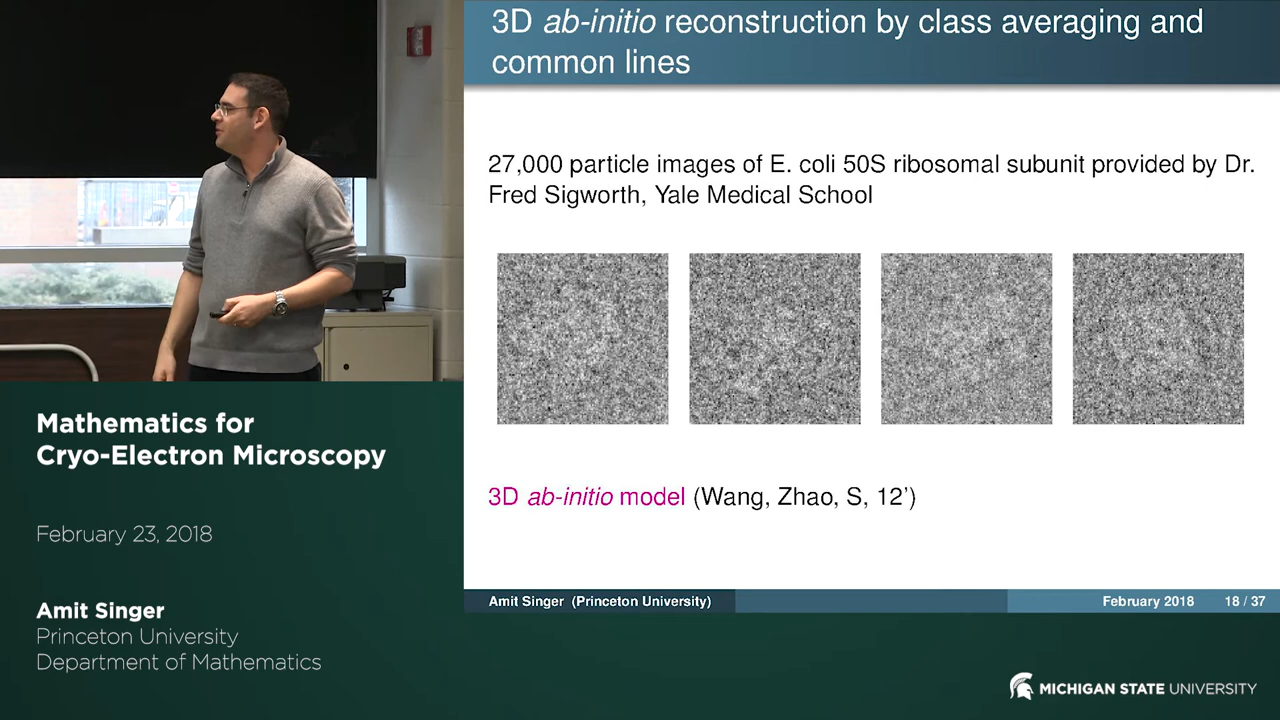 3D ab-initio reconstruction by class averaging and
common lines
27,000 particle images of E. coli 50S ribosomal subunit provided by Dr.
Fred Sigworth, Yale Medical School
3D ab-initio model (Wang, Zhao, S, 12’)
Amit Singer (Princeton University)
February 2018
18 / 37
Mathematics for
Cryo-Electron Microscopy
February 23, 2018
Amit Singer
Princeton University
Department of Mathematics
MICHIGAN STATE UNIVERSITY